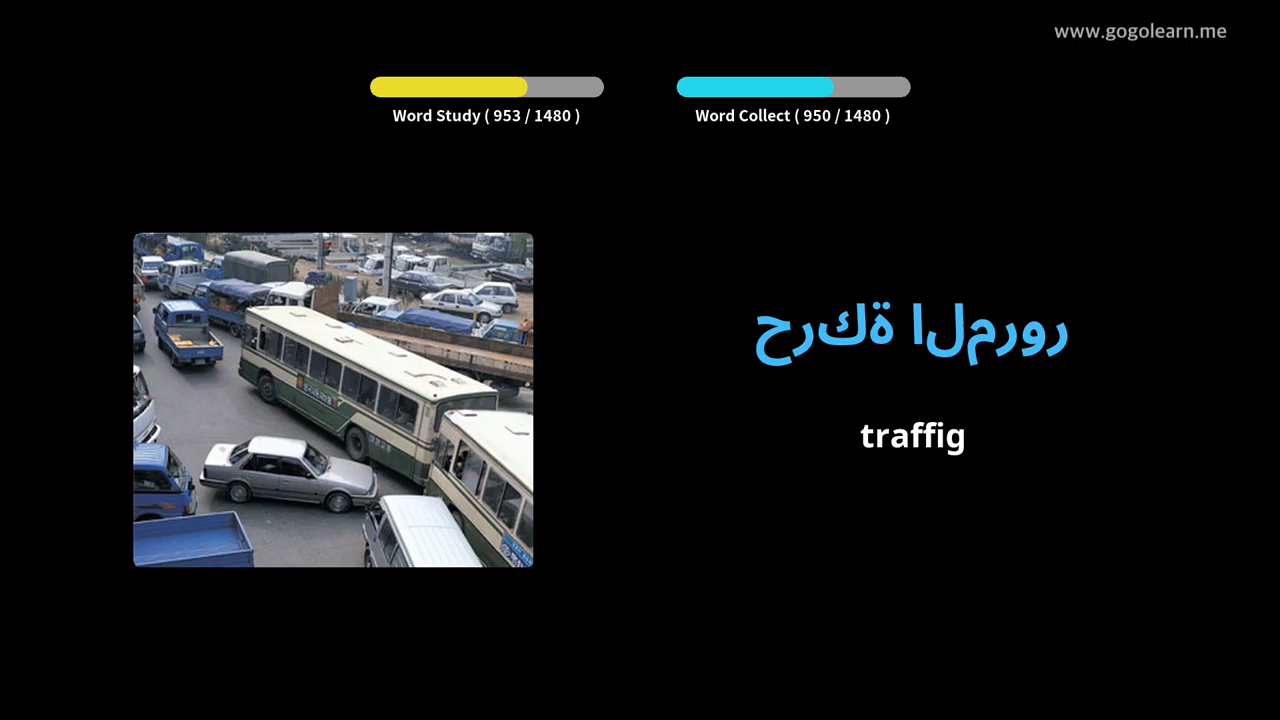 www.gogolearn.me
Word Study ( 953 / 1480 )
Word Collect ( 950 / 1480 )
حركة المرور
traffig